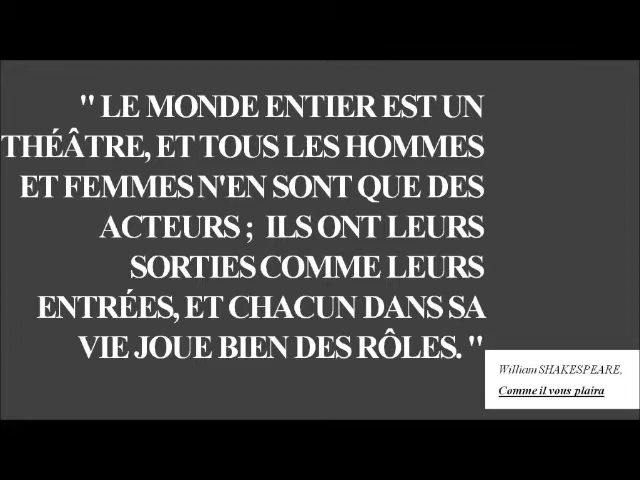 " LE MONDE ENTIER EST UN
THÉÂTRE, ET TOUS LES HOMMES
ET FEMMES N'EN SONT QUE DES
ACTEURS ; ILS ONT LEURS
SORTIES COMME LEURS
ENTRÉES, ET CHACUN DANS SA
VIE JOUE BIEN DES RÔLES. "
William SHAKESPEARE,
Comme il vous plaira